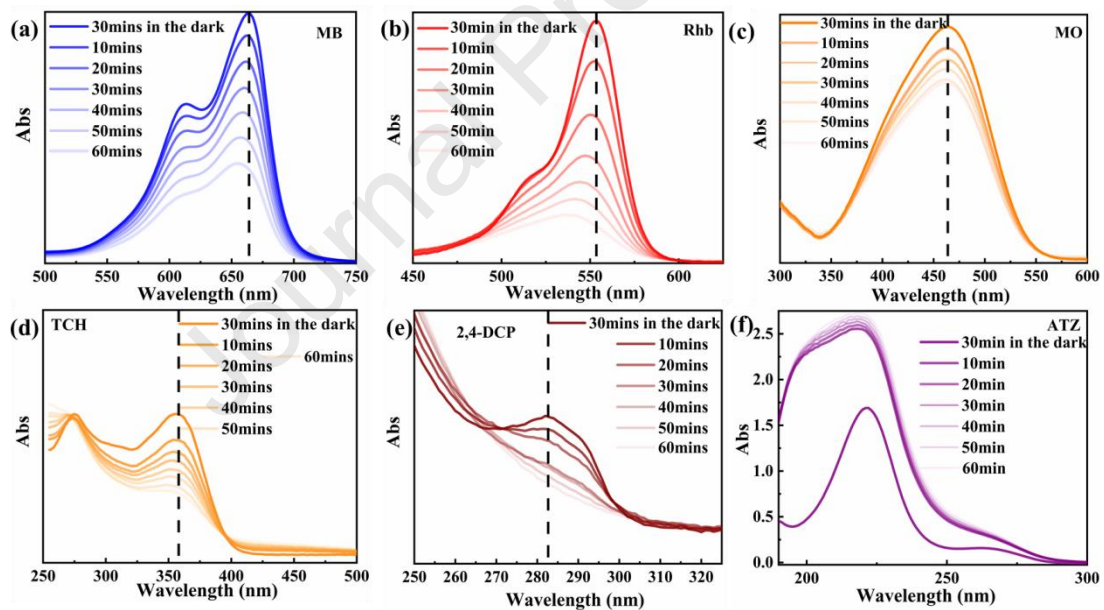 Journal Pre
(a)
MB
30mins in the dark
10mins
20mins
30mins
40mins
50mins
60mins
Abs
500 550 600 650 700 750
Wavelength (nm)
(b)
Rhb
30mins in the dark
10min
20min
30min
40min
50min
60min
Abs
450 500 550 600
Wavelength (nm)
(c)
MO
30mins in the dark
10mins
20mins
30mins
40mins
50mins
60mins
Abs
300 350 400 450 500 550 600
Wavelength (nm)
(d)
TCH
30mins in the dark
10mins
20mins
30mins
40mins
50mins
60mins
Abs
250 300 350 400 450 500
Wavelength (nm)
(e)
2,4-DCP
30mins in the dark
10mins
20mins
30mins
40mins
50mins
60mins
Abs
250 260 270 280 290 300 310 320
Wavelength (nm)
(f)
ATZ
30min in the dark
10min
20min
30min
40min
50min
60min
Abs
2.5
2.0
1.5
1.0
0.5
0.0
200 250 300
Wavelength (nm)